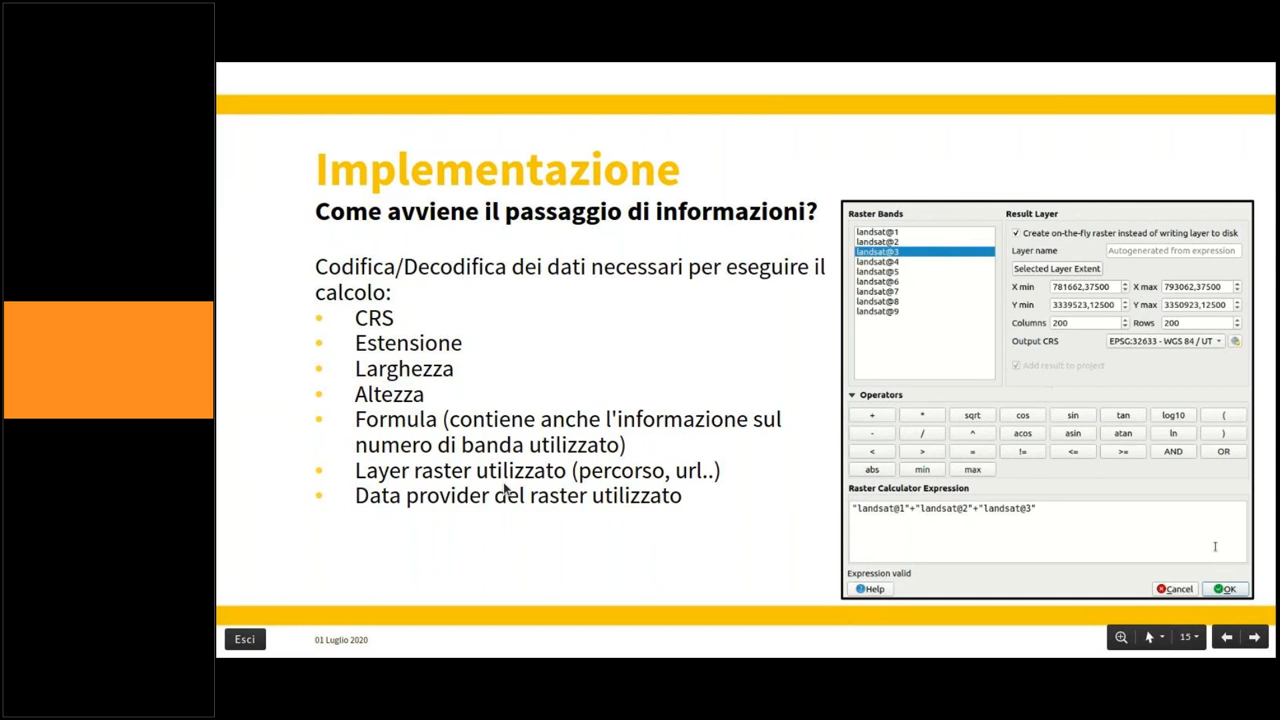 Implementazione
Come avviene il passaggio di informazioni?
Codifica/Decodifica dei dati necessari per eseguire il
calcolo:
• CRS
• Estensione
• Larghezza
• Altezza
• Formula (contiene anche l'informazione sul
numero di banda utilizzato)
• Layer raster utilizzato (percorso, url..)
• Data provider del raster utilizzato
Raster Bands
landsat@1
landsat@2
landsat@3
landsat@4
landsat@5
landsat@6
landsat@7
landsat@8
landsat@9
Result Layer
Create on-the-fly raster instead of writing layer to disk
Layer name Autogenerated from expression
Selected Layer Extent
X min 781662,37500 X max 793062,37500
Y min 3339523,12500 Y max 3350923,12500
Columns 200 Rows 200
Output CRS EPSG:32633 - WGS 84 / UT
Add result to project
Operators
+ * sqrt cos sin tan log10 (
- / ^ acos asin atan ln )
< > = != <= >= AND OR
abs min max
Raster Calculator Expression
"landsat@1"+"landsat@2"+"landsat@3"
Expression valid
Help Cancel OK
Esci 01 Luglio 2020 15